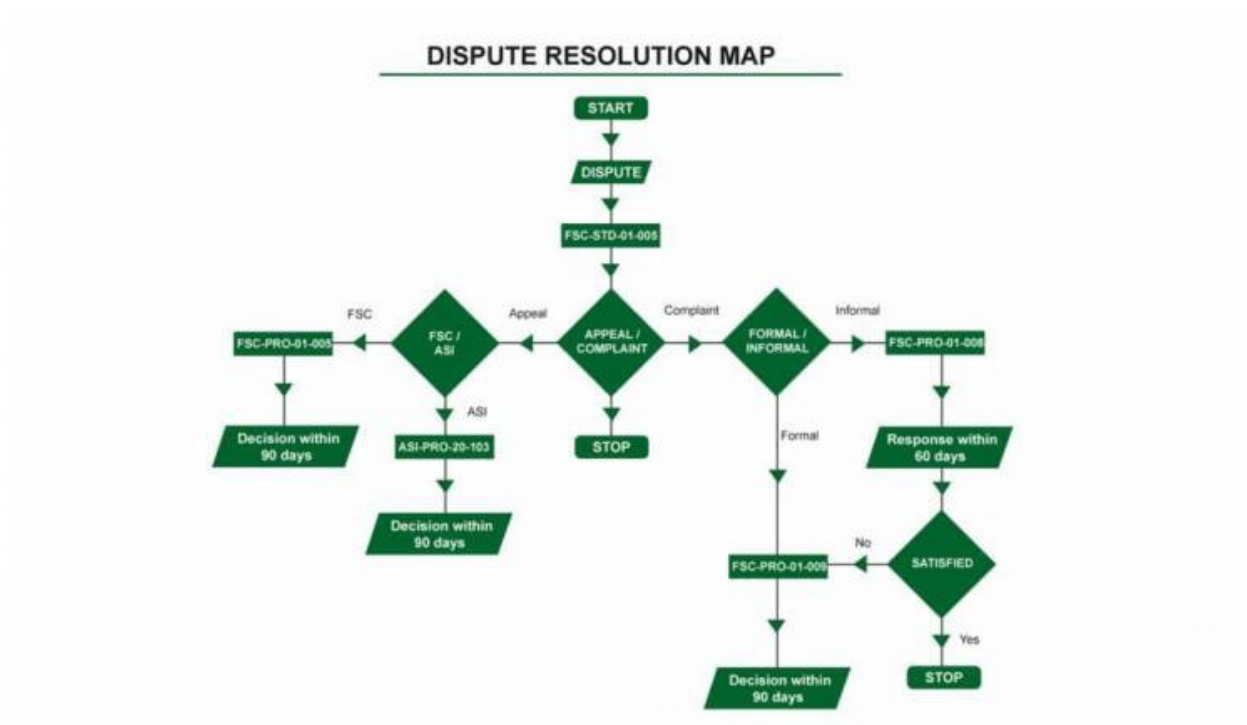 DISPUTE RESOLUTION MAP
START
DISPUTE
FSC-STD-01-005
FSC
Appeal
Complaint
Informal
FSC-PRO-01-005
FSC /
ASI
APPEAL /
COMPLAINT
FORMAL /
INFORMAL
FSC-PRO-01-008
ASI
Formal
Decision within
90 days
ASI-PRO-20-103
STOP
Response within
60 days
Decision within
90 days
No
FSC-PRO-01-009
SATISFIED
Yes
Decision within
90 days
STOP